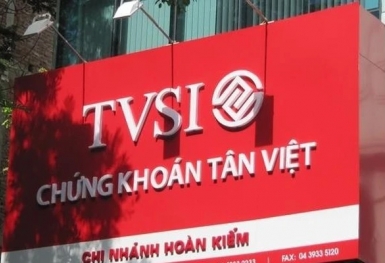 TVSI
CHỨNG KHOÁN TÂN VIỆT
CHI NHÁNH HOÀN KIẾM
FAX: 04 3933 5120